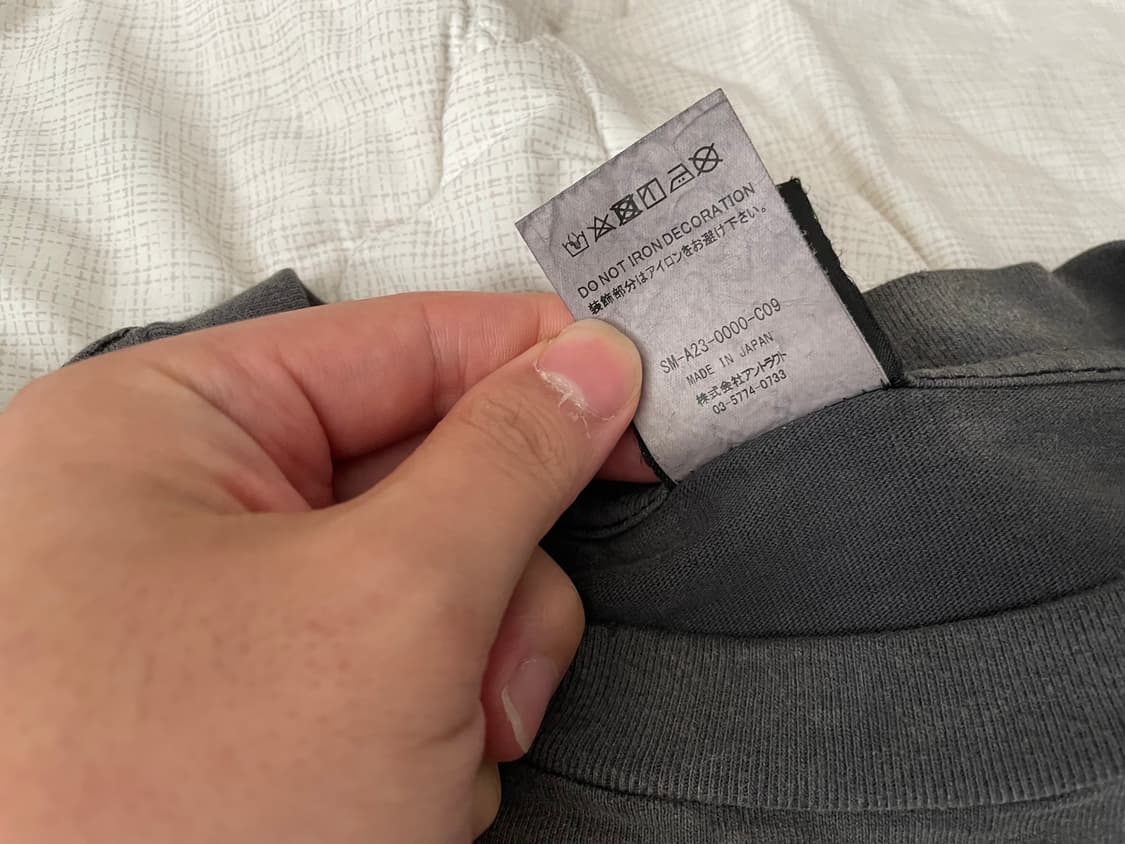 DO NOT IRON DECORATION
装飾部分はアイロンをお避け下さい。
SM-A23-0000-C09
MADE IN JAPAN
株式会社アントラクト
03-5774-0733